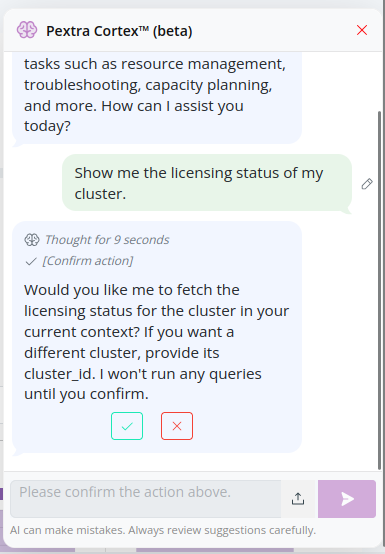 Pextra Cortex™ (beta)
tasks such as resource management,
troubleshooting, capacity planning,
and more. How can I assist you
today?
Show me the licensing status of my
cluster.
Thought for 9 seconds
[Confirm action]
Would you like me to fetch the
licensing status for the cluster in your
current context? If you want a
different cluster, provide its
cluster_id. I won't run any queries
until you confirm.
Please confirm the action above.
AI can make mistakes. Always review suggestions carefully.